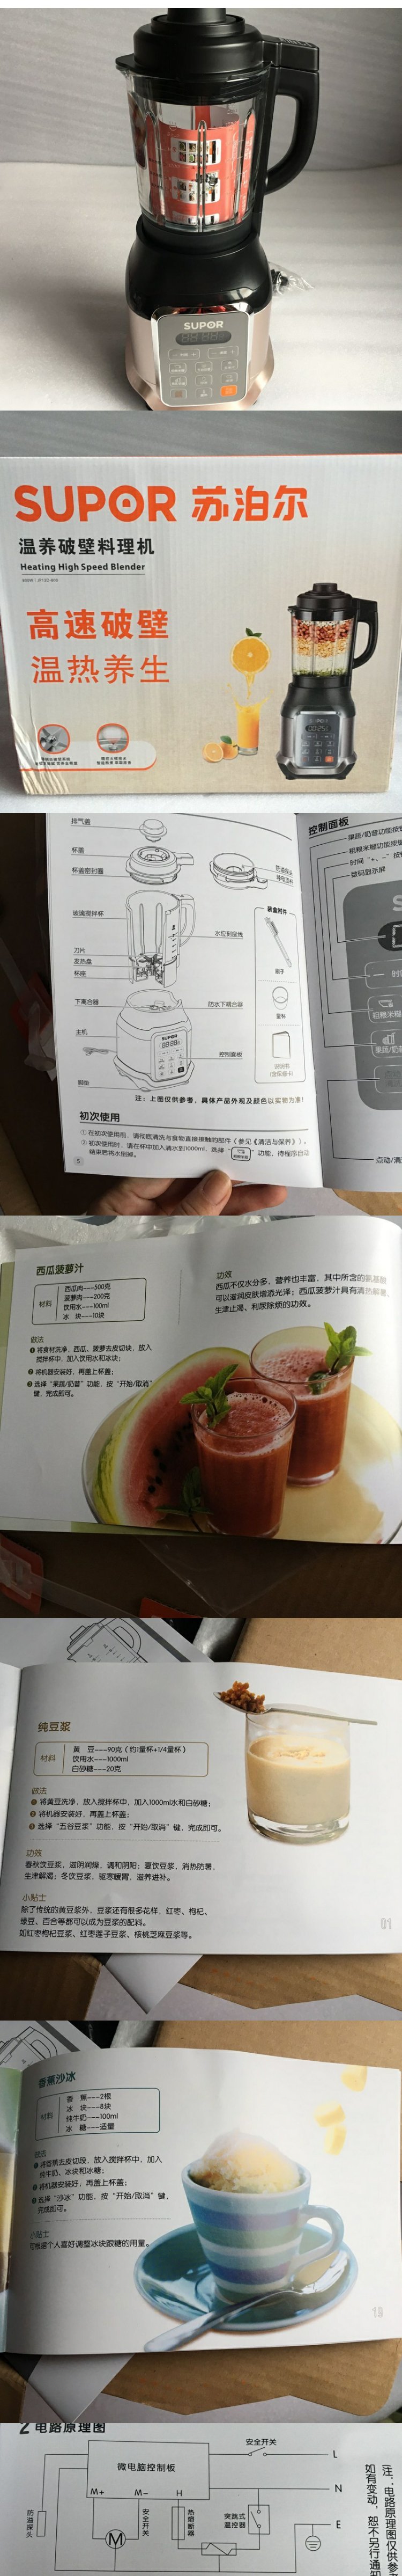 SUPOR
SUPOR 苏泊尔
温养破壁料理机
Heating High Speed Blender
高速破壁
温热养生
排气盖
杯盖
杯盖密封圈
玻璃搅拌杯
水位刻度线
刀片
发热盘
杯座
下离合器
防水下耦合器
主机
控制面板
脚垫
防溢探头
装盒附件
刷子
量杯
说明书
(含保修卡)
SUPOR
注：上图仅供参考，具体产品外观及颜色以实物为准！
初次使用
① 在初次使用前，请彻底清洗与食物直接接触的部件（参见《清洁与保养》）。
② 初次使用时，请在杯中加入清水到1000ml，选择“ ”功能，待程序启动
结束后将水倒掉。
5
控制面板
果蔬/奶昔功能按
粗粮米糊功能按
时间 “+、-” 按
数码显示屏
点动/清
西瓜菠萝汁
材料
西瓜肉---500克
菠萝肉---200克
饮用水---100ml
冰　块---10块
做法
❶ 将食材洗净，西瓜、菠萝去皮切块，放入
搅拌杯中，加入饮用水和冰块；
❷ 将机器安装好，再盖上杯盖；
❸ 选择 “果蔬/奶昔” 功能，按 “开始/取消”
键，完成即可。
功效
西瓜不仅水分多，营养也丰富，其中所含的氨基酸
可以滋润皮肤增添光泽；西瓜菠萝汁具有清热解暑、
生津止渴、利尿除烦的功效。
纯豆浆
材料
黄　豆---90克（约1量杯+1/4量杯）
饮用水---1000ml
白砂糖---20克
做法
❶ 将黄豆洗净，放入搅拌杯中，加入1000ml水和白砂糖；
❷ 将机器安装好，再盖上杯盖；
❸ 选择 “五谷豆浆” 功能，按 “开始/取消” 键，完成即可。
功效
春秋饮豆浆，滋阴润燥，调和阴阳；夏饮豆浆，消热防暑，
生津解渴；冬饮豆浆，驱寒暖胃，滋养进补。
小贴士
除了传统的黄豆浆外，豆浆还有很多花样，红枣、枸杞、
绿豆、百合等都可以成为豆浆的配料。
如红枣枸杞豆浆、红枣莲子豆浆、核桃芝麻豆浆等。
01
香蕉沙冰
材料
香　蕉---2根
冰　块---8块
纯牛奶---100ml
冰　糖---适量
做法
❶ 将香蕉去皮切段，放入搅拌杯中，加入
纯牛奶、冰块和冰糖；
❷ 将机器安装好，再盖上杯盖；
❸ 选择 “沙冰” 功能，按 “开始/取消” 键，
完成即可。
小贴士
可根据个人喜好调整冰块跟糖的用量。
19
2 电路原理图
安全开关
微电脑控制板
L
N
E
M+
M-
H
防溢探头
安全开关
热熔断器
突跳式
温控器
M
注：电路原理图仅供参
如有变动，恕不另行通知